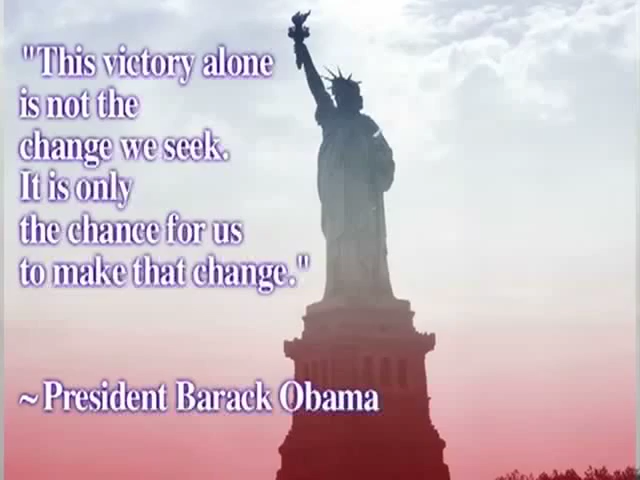 "This victory alone
is not the
change we seek.
It is only
the chance for us
to make that change."
~ President Barack Obama